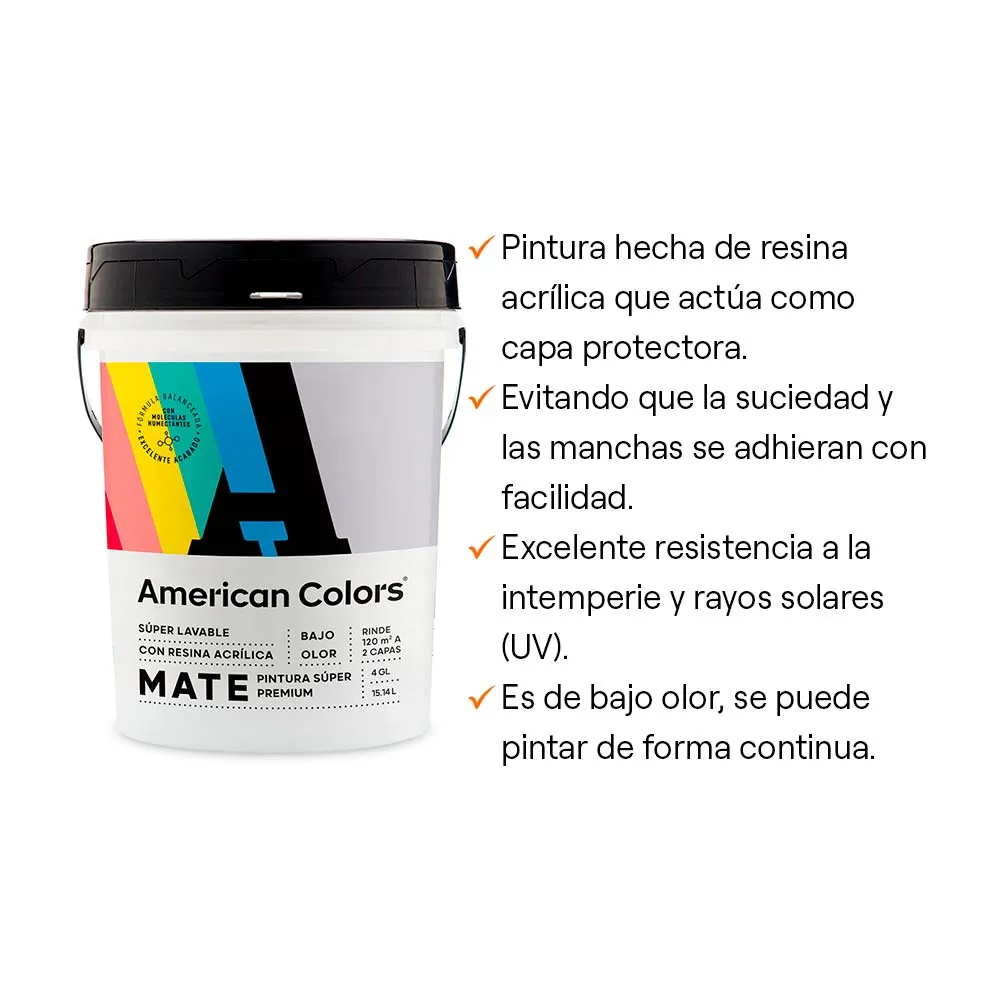 Pintura hecha de resina
acrílica que actúa como
capa protectora.
Evitando que la suciedad y
las manchas se adhieran con
facilidad.
Excelente resistencia a la
intemperie y rayos solares
(UV).
Es de bajo olor, se puede
pintar de forma continua.
FÓRMULA BALANCEADA
CON
MOLÉCULAS
HUMECTANTES
EXCELENTE ACABADO
American Colors®
SÚPER LAVABLE
CON RESINA ACRÍLICA
BAJO
OLOR
RINDE
120 m² A
2 CAPAS
MATE
PINTURA SÚPER
PREMIUM
4 GL
15.14 L